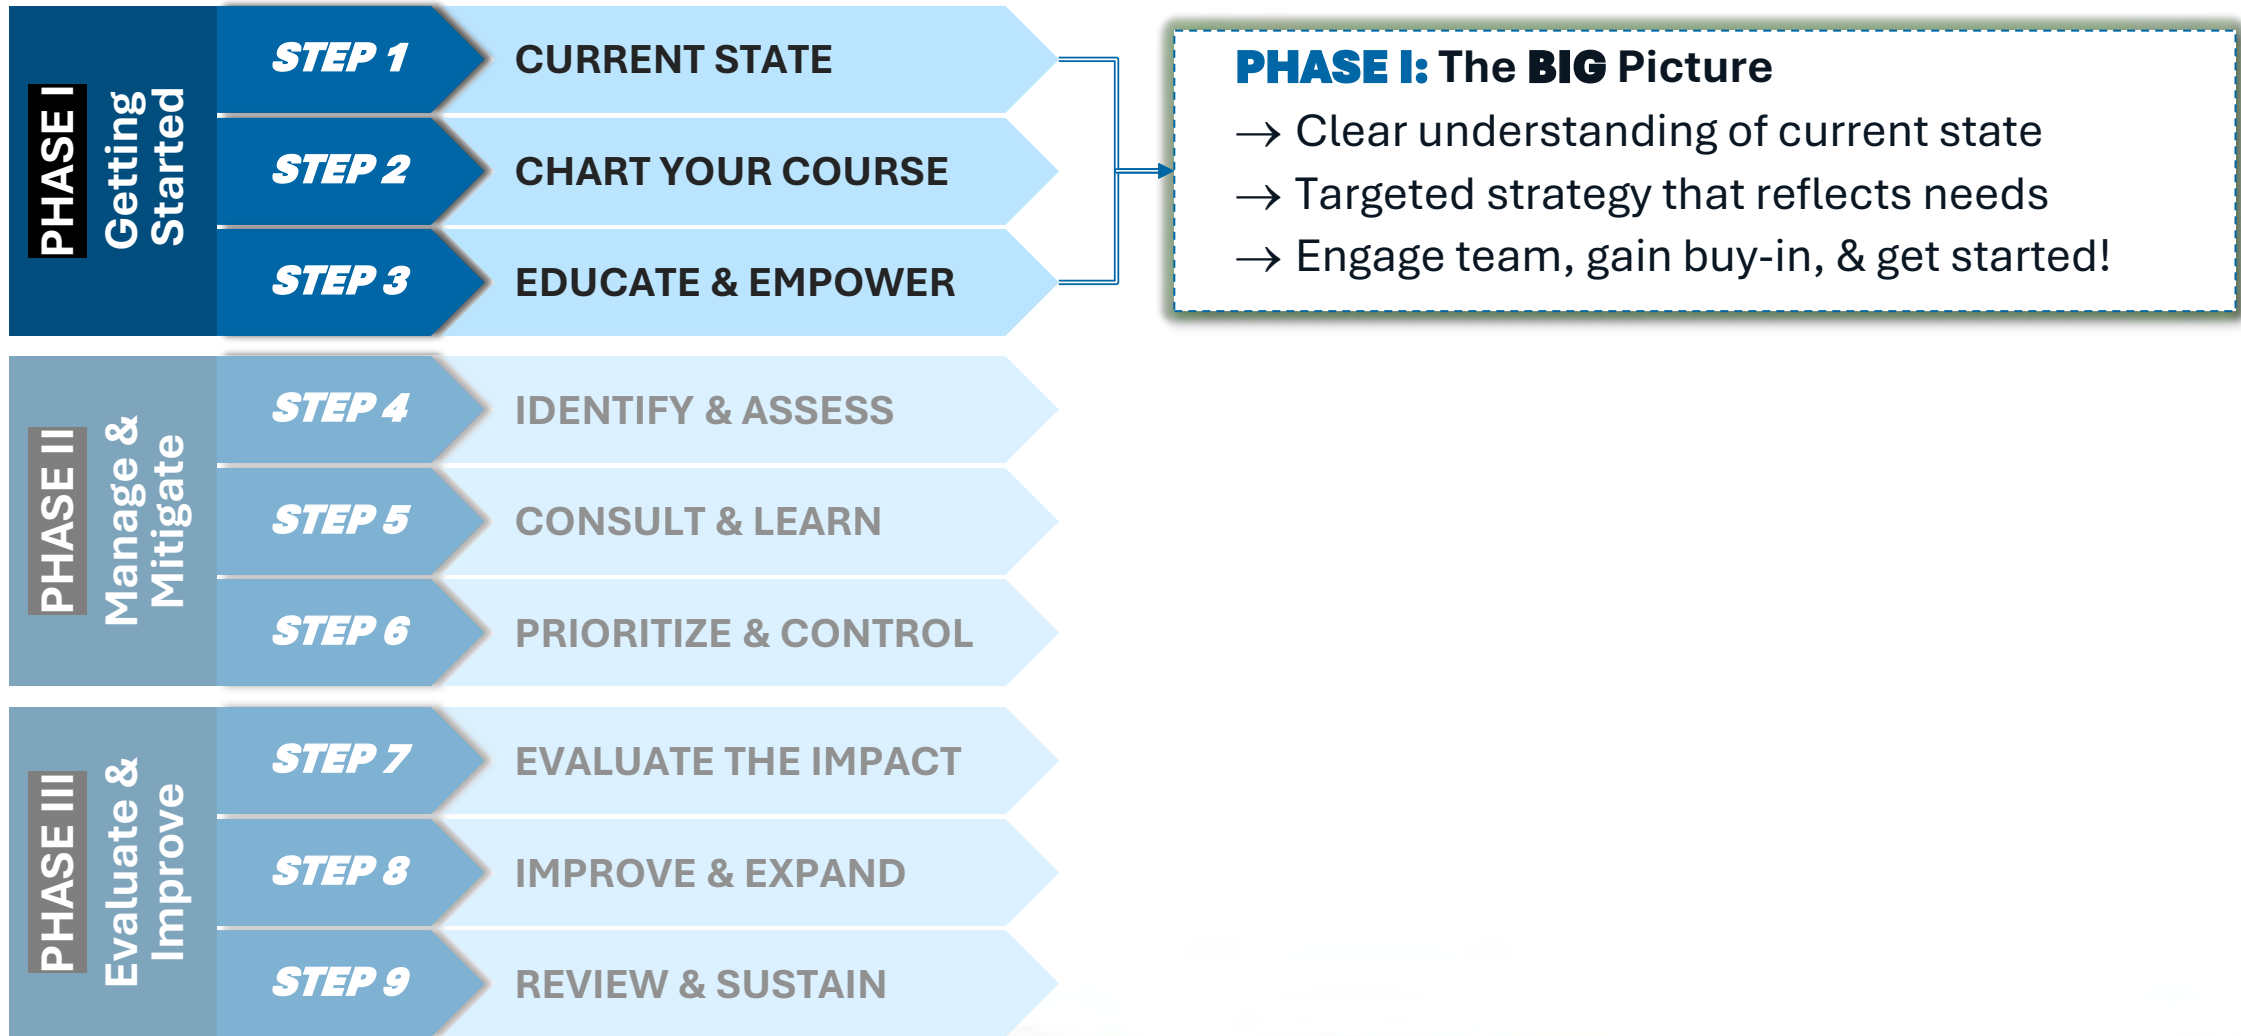 PHASE I
Getting
Started
STEP 1
CURRENT STATE
STEP 2
CHART YOUR COURSE
STEP 3
EDUCATE & EMPOWER
PHASE I: The BIG Picture
→ Clear understanding of current state
→ Targeted strategy that reflects needs
→ Engage team, gain buy-in, & get started!
PHASE II
Manage &
Mitigate
STEP 4
IDENTIFY & ASSESS
STEP 5
CONSULT & LEARN
STEP 6
PRIORITIZE & CONTROL
PHASE III
Evaluate &
Improve
STEP 7
EVALUATE THE IMPACT
STEP 8
IMPROVE & EXPAND
STEP 9
REVIEW & SUSTAIN